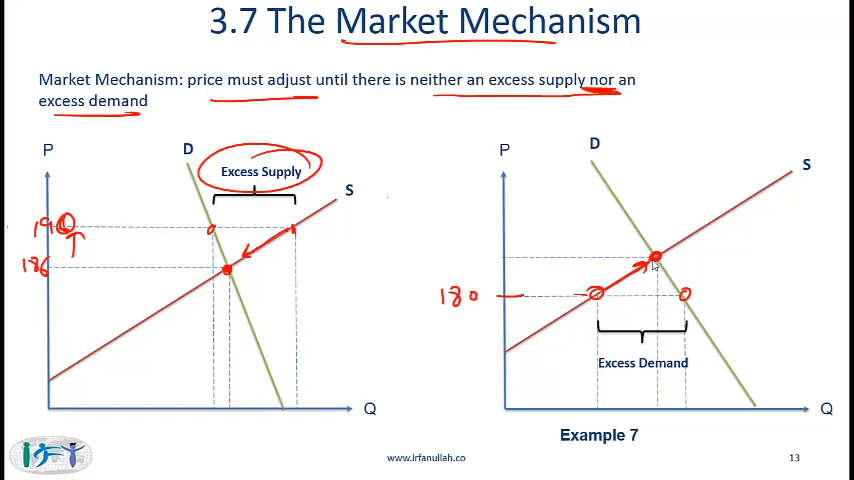 3.7 The Market Mechanism
Market Mechanism: price must adjust until there is neither an excess supply nor an
excess demand
P
D
Excess Supply
S
186
Q
P
D
S
180
Excess Demand
Q
Example 7
www.irfanullah.co
13